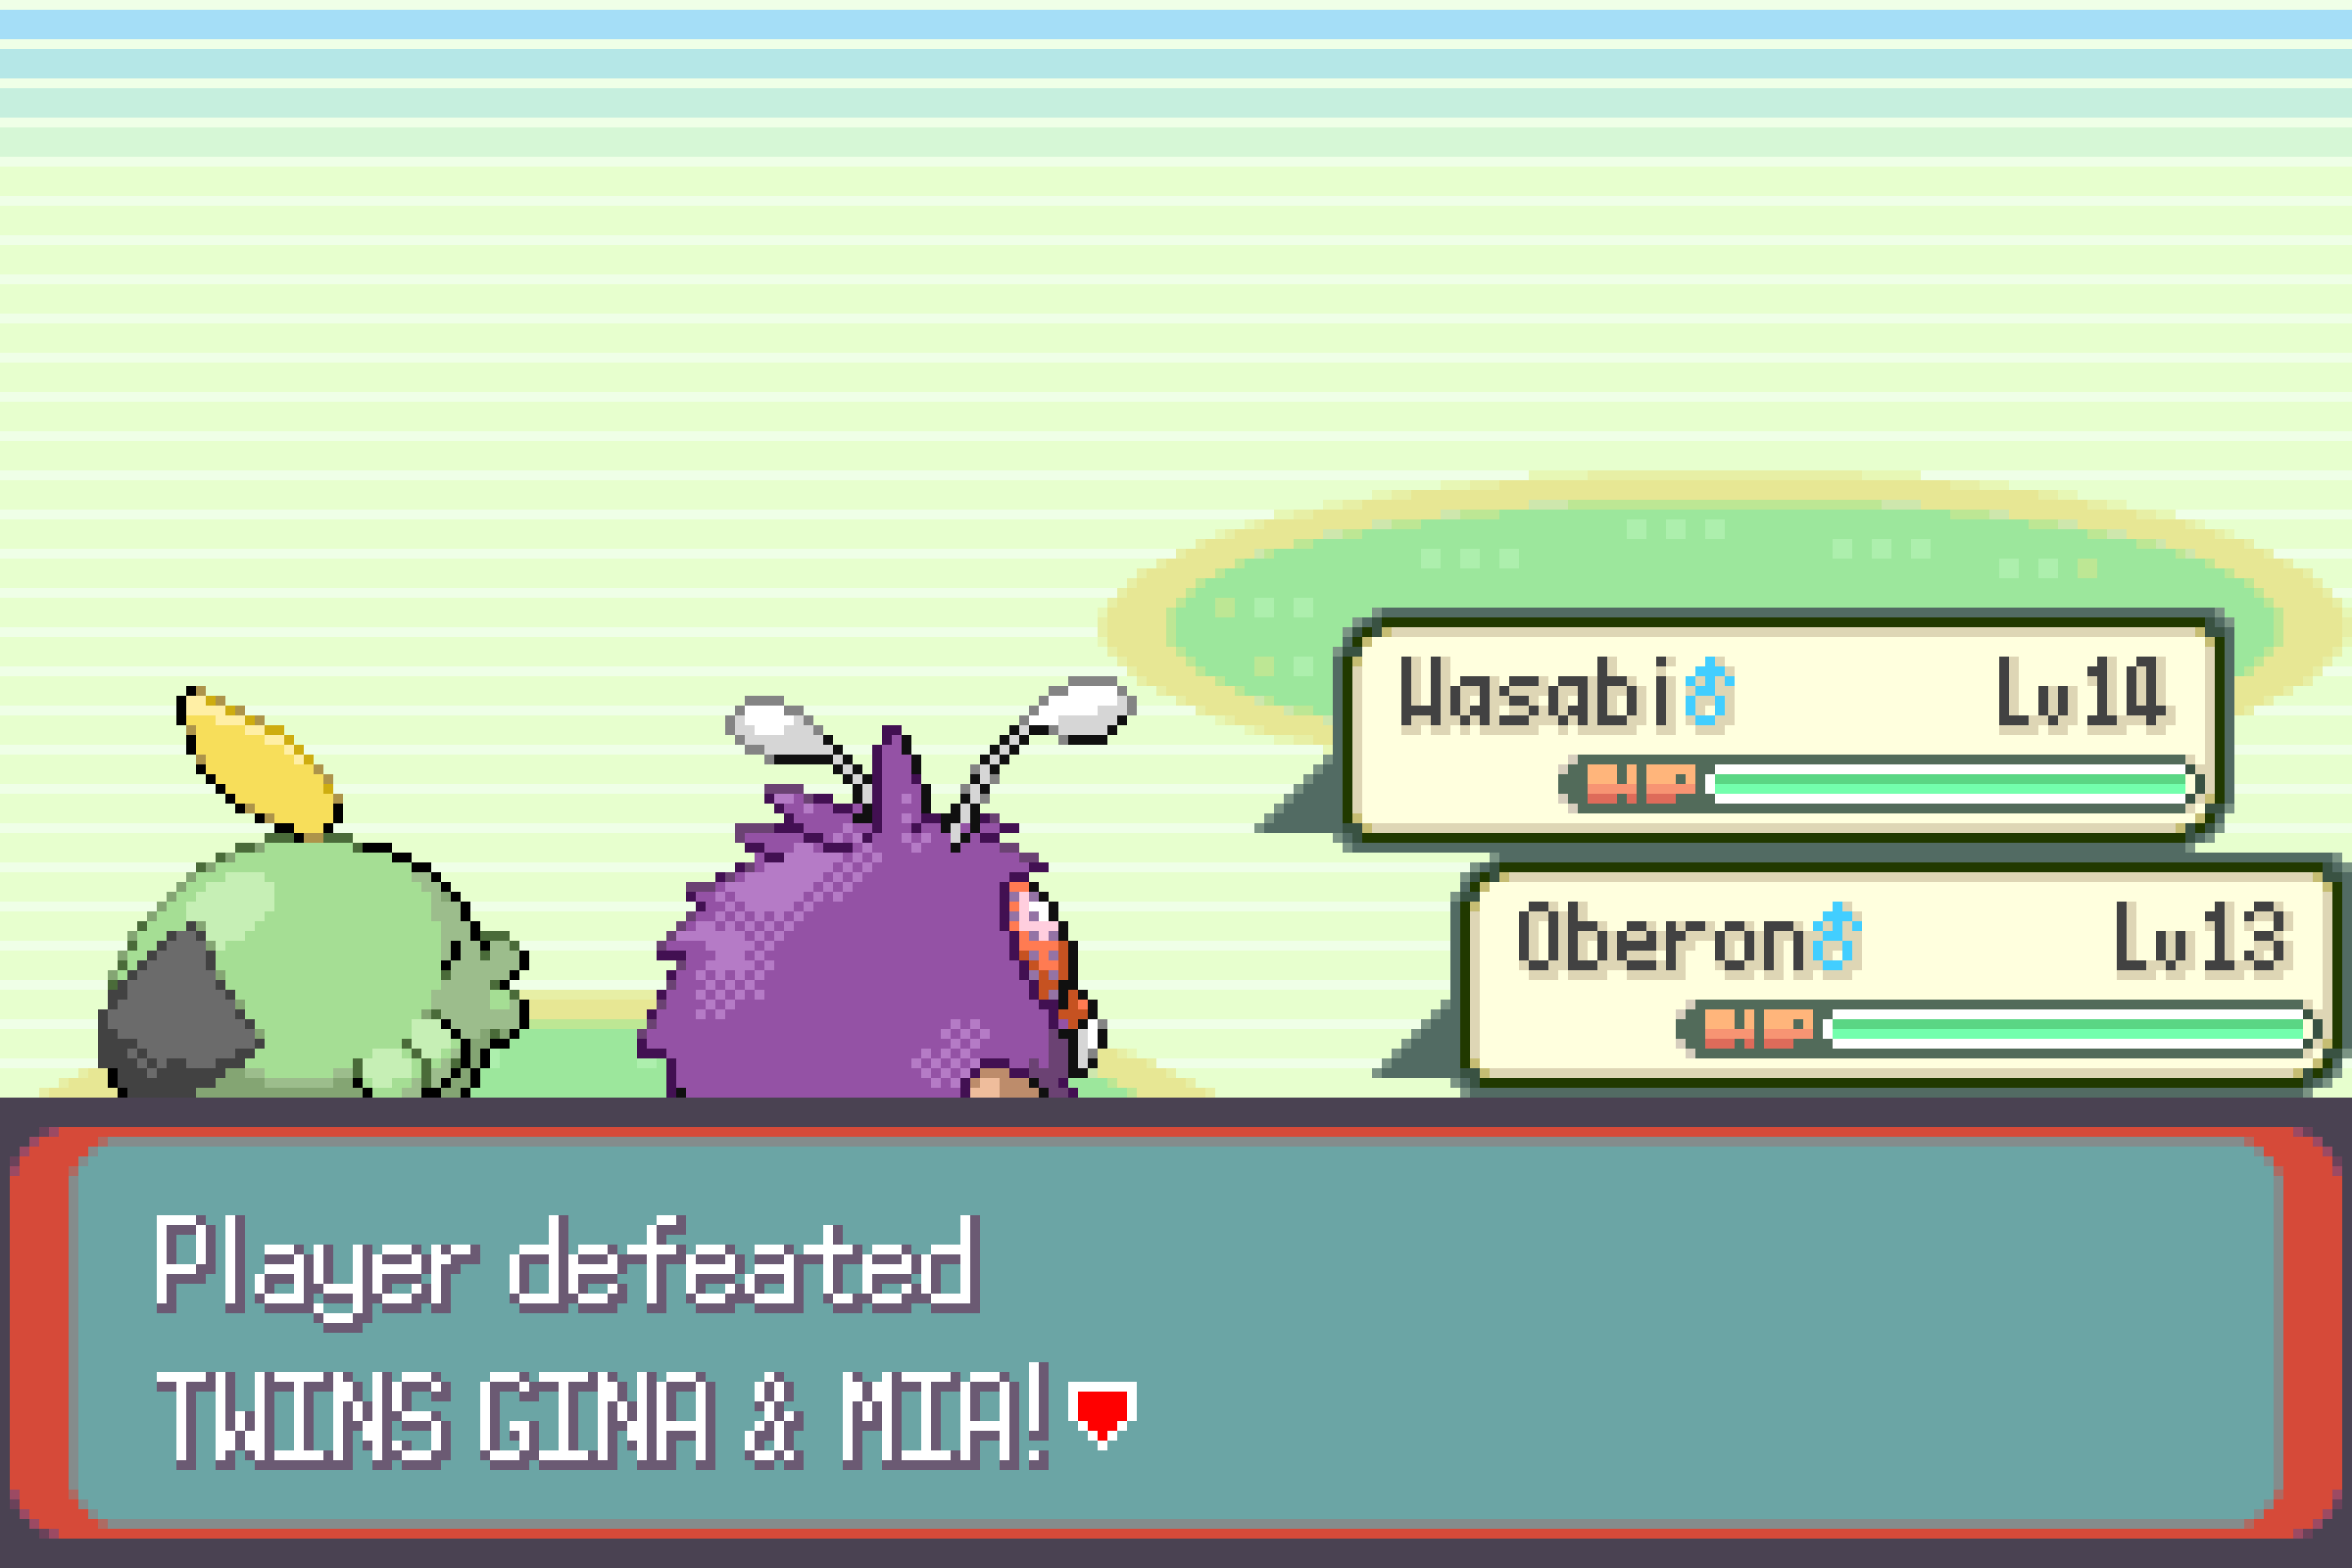 Wasabi♂ Lv14
HP
Oberon♂ Lv13
HP
Player defeated
TWINS GINA & MIA!